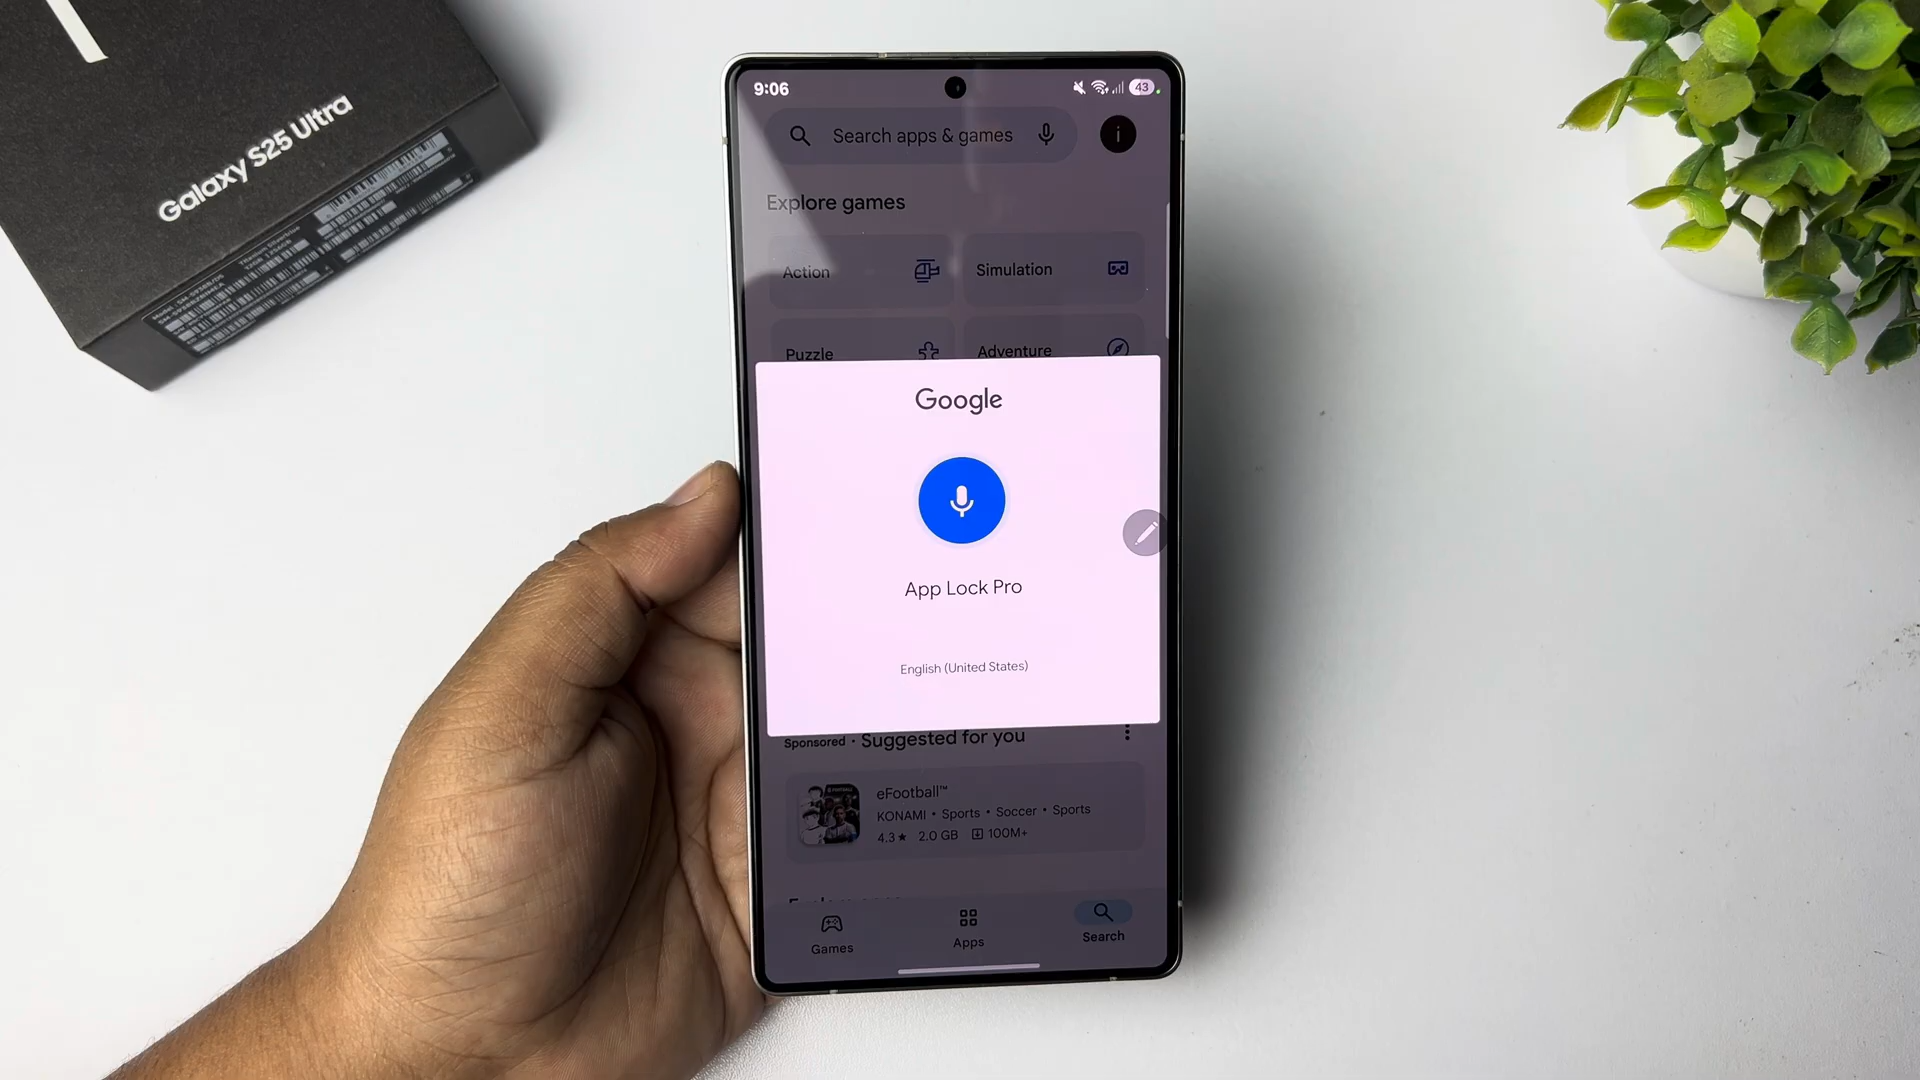 Galaxy S25 Ultra
9:06
43
Search apps & games
i
Explore games
Action
Simulation
Puzzle
Adventure
Google
App Lock Pro
English (United States)
Sponsored • Suggested for you
eFootball™
KONAMI • Sports • Soccer • Sports
4.3★ 2.0 GB 100M+
Games
Apps
Search